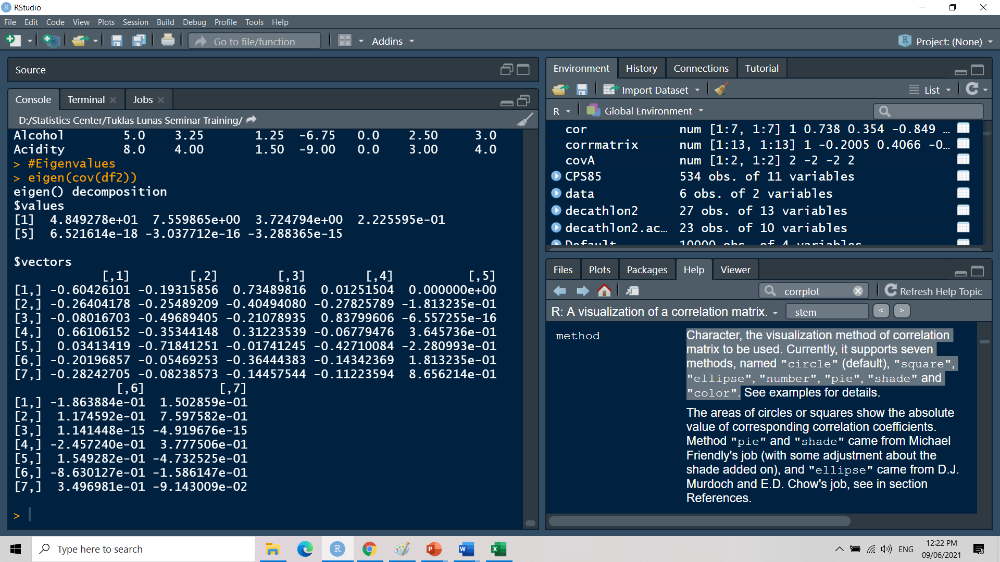 RStudio
File Edit Code View Plots Session Build Debug Profile Tools Help
Go to file/function Addins Project: (None)
Source
Console Terminal Jobs
D:/Statistics Center/Tuklas Lunas Seminar Training/
Alcohol 5.0 3.25 1.25 -6.75 0.0 2.50 3.0
Acidity 8.0 4.00 1.50 -9.00 0.0 3.00 4.0
> #Eigenvalues
> eigen(cov(df2))
eigen() decomposition
$values
[1] 4.849278e+01 7.559865e+00 3.724794e+00 2.225595e-01
[5] 6.521614e-18 -3.037712e-16 -3.288365e-15
$vectors
[,1] [,2] [,3] [,4] [,5]
[1,] -0.60426101 -0.19315856 0.73489816 0.01251504 0.000000e+00
[2,] -0.26404178 -0.25489209 -0.40494080 -0.27825789 -1.813235e-01
[3,] -0.08016703 -0.49689405 -0.21078935 0.83799606 -6.557255e-16
[4,] 0.66106152 -0.35344148 0.31223539 -0.06779476 3.645736e-01
[5,] 0.03413419 -0.71841251 -0.01741245 -0.42710084 -2.280993e-01
[6,] -0.20196857 -0.05469253 -0.36444383 -0.14342369 1.813235e-01
[7,] -0.28242705 -0.08238573 -0.14457544 -0.11223594 8.656214e-01
[,6] [,7]
[1,] -1.863884e-01 1.502859e-01
[2,] 1.174592e-01 7.597582e-01
[3,] 1.141448e-15 -4.919676e-15
[4,] -2.457240e-01 3.777506e-01
[5,] 1.549282e-01 -4.732525e-01
[6,] -8.630127e-01 -1.586147e-01
[7,] 3.496981e-01 -9.143009e-02
>
Environment History Connections Tutorial
Import Dataset List
R Global Environment
cor num [1:7, 1:7] 1 0.738 0.354 -0.849 ...
corrmatrix num [1:13, 1:13] 1 -0.2005 0.4066 -0...
covA num [1:2, 1:2] 2 -2 -2 2
CPS85 534 obs. of 11 variables
data 6 obs. of 2 variables
decathlon2 27 obs. of 13 variables
decathlon2.ac... 23 obs. of 10 variables
Default 10000 obs. of 4 variables
Files Plots Packages Help Viewer
corrplot Refresh Help Topic
R: A visualization of a correlation matrix. stem < >
method Character, the visualization method of correlation
matrix to be used. Currently, it supports seven
methods, named "circle" (default), "square",
"ellipse", "number", "pie", "shade" and
"color". See examples for details.
The areas of circles or squares show the absolute
value of corresponding correlation coefficients.
Method "pie" and "shade" came from Michael
Friendly's job (with some adjustment about the
shade added on), and "ellipse" came from D.J.
Murdoch and E.D. Chow's job, see in section
References.
Type here to search
ENG
12:22 PM
09/06/2021